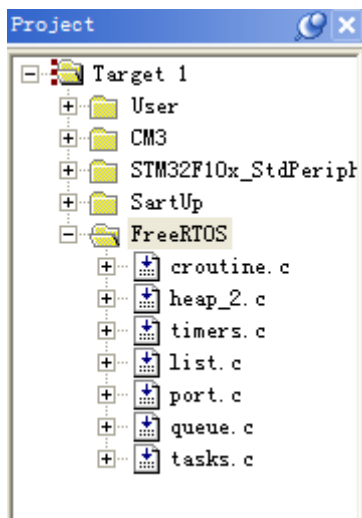 Project
Target 1
User
CM3
STM32F10x_StdPeriph
SartUp
FreeRTOS
croutine.c
heap_2.c
timers.c
list.c
port.c
queue.c
tasks.c